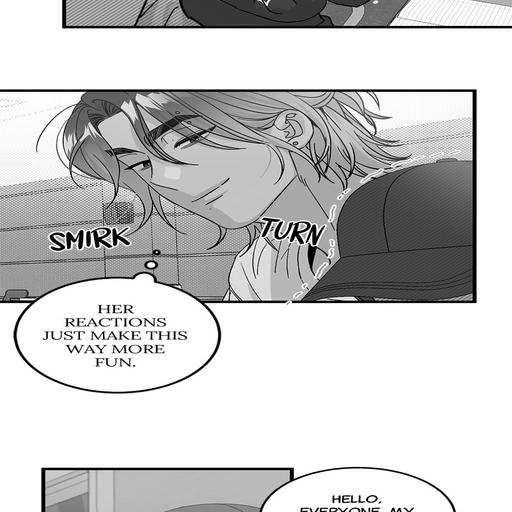 SMIRK
TURN
HER
REACTIONS
JUST MAKE THIS
WAY MORE
FUN.
HELLO,
EVERYONE. MY